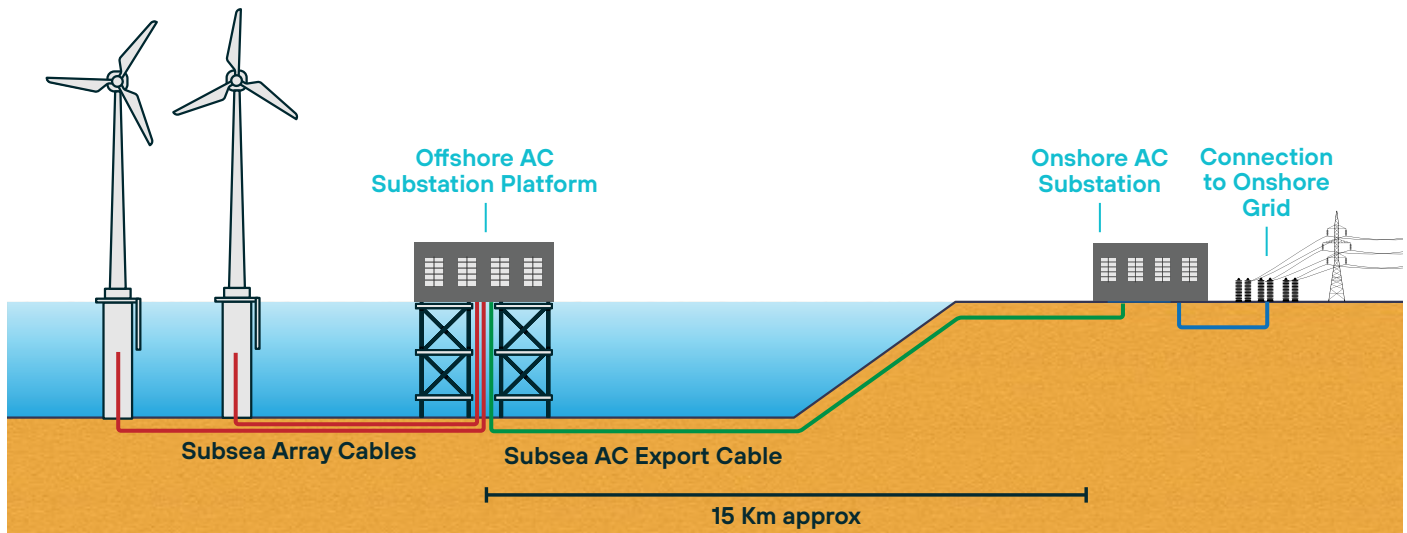 Offshore AC
Substation Platform
Onshore AC
Substation
Connection
to Onshore
Grid
Subsea Array Cables
Subsea AC Export Cable
15 Km approx